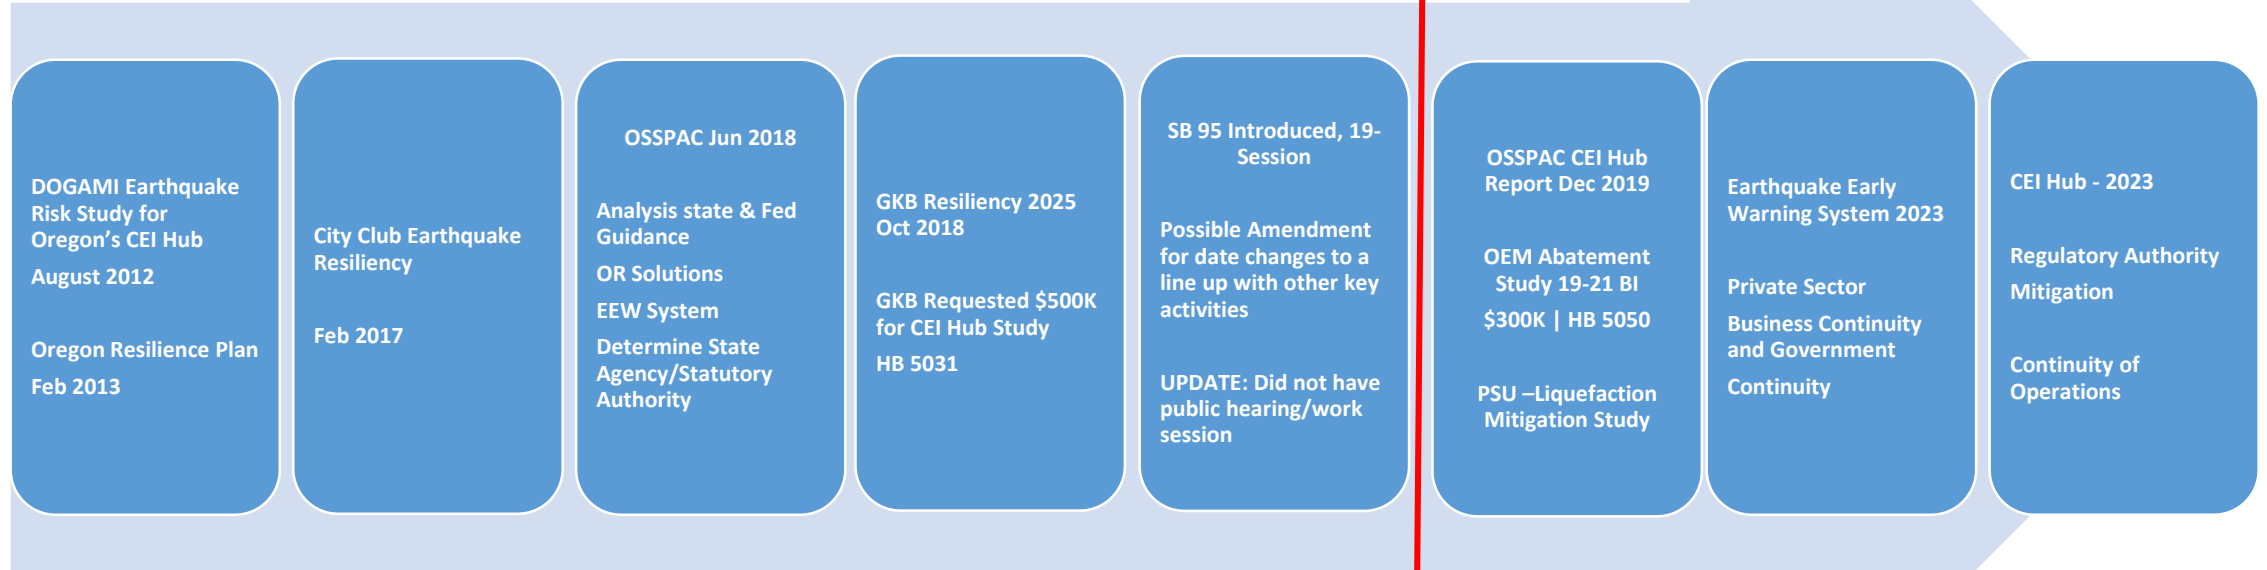 DOGAMI Earthquake
Risk Study for
Oregon’s CEI Hub
August 2012
Oregon Resilience Plan
Feb 2013
City Club Earthquake
Resiliency
Feb 2017
OSSPAC Jun 2018
Analysis state & Fed
Guidance
OR Solutions
EEW System
Determine State
Agency/Statutory
Authority
GKB Resiliency 2025
Oct 2018
GKB Requested $500K
for CEI Hub Study
HB 5031
SB 95 Introduced, 19-
Session
Possible Amendment
for date changes to a
line up with other key
activities
UPDATE: Did not have
public hearing/work
session
OSSPAC CEI Hub
Report Dec 2019
OEM Abatement
Study 19-21 BI
$300K | HB 5050
PSU –Liquefaction
Mitigation Study
Earthquake Early
Warning System 2023
Private Sector
Business Continuity
and Government
Continuity
CEI Hub - 2023
Regulatory Authority
Mitigation
Continuity of
Operations